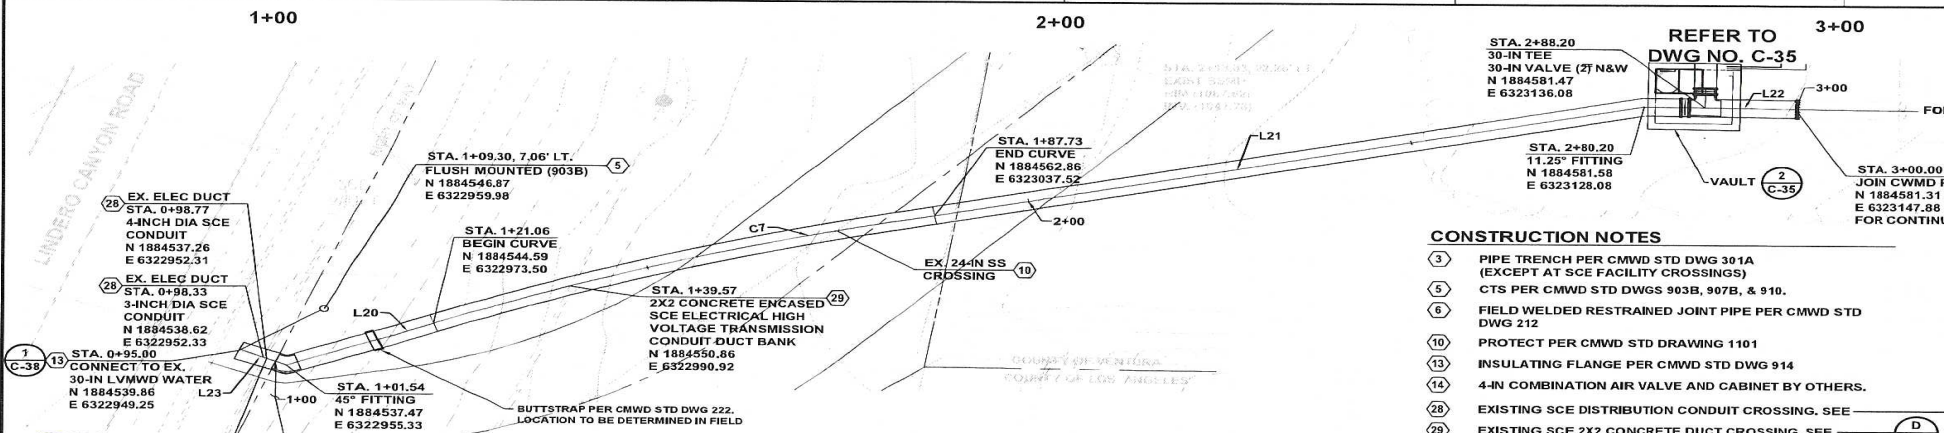 1+00
2+00
3+00
REFER TO
DWG NO. C-35
STA. 2+88.20
30-IN TEE
30-IN VALVE (2) N&W
N 1884581.47
E 6323136.08
L22
3+00
LINDERO CANYON ROAD
STA. 1+09.30, 7.06' LT.
FLUSH MOUNTED (903B)
N 1884546.87
E 6322959.98
5
STA. 1+87.73
END CURVE
N 1884562.86
E 6323037.52
L21
STA. 2+80.20
11.25° FITTING
N 1884581.58
E 6323128.08
VAULT
2
C-35
STA. 3+00.00
JOIN CWMD
N 1884581.31
E 6323147.88
28
EX. ELEC DUCT
STA. 0+98.77
4-INCH DIA SCE
CONDUIT
N 1884537.26
E 6322952.31
28
EX. ELEC DUCT
STA. 0+98.33
3-INCH DIA SCE
CONDUIT
N 1884538.62
E 6322952.33
STA. 1+21.06
BEGIN CURVE
N 1884544.59
E 6322973.50
C7
2+00
EX. 24-IN SS
CROSSING
10
STA. 1+39.57
2X2 CONCRETE ENCASED
SCE ELECTRICAL HIGH
VOLTAGE TRANSMISSION
CONDUIT DUCT BANK
N 1884550.86
E 6322990.92
29
L20
1
C-38
13
STA. 0+95.00
CONNECT TO EX.
30-IN LVMWD WATER
N 1884539.86
E 6322949.25
L23
1+00
STA. 1+01.54
45° FITTING
N 1884537.47
E 6322955.33
BUTTSTRAP PER CMWD STD DWG 222.
LOCATION TO BE DETERMINED IN FIELD
COUNTY OF VENTURA
COUNTY OF LOS ANGELES
CONSTRUCTION NOTES
3 PIPE TRENCH PER CMWD STD DWG 301A
(EXCEPT AT SCE FACILITY CROSSINGS)
5 CTS PER CMWD STD DWGS 903B, 907B, & 910.
6 FIELD WELDED RESTRAINED JOINT PIPE PER CMWD STD
DWG 212
10 PROTECT PER CMWD STD DRAWING 1101
13 INSULATING FLANGE PER CMWD STD DWG 914
14 4-IN COMBINATION AIR VALVE AND CABINET BY OTHERS.
28 EXISTING SCE DISTRIBUTION CONDUIT CROSSING. SEE
29 EXISTING SCE 2X2 CONCRETE DUCT CROSSING. SEE
D